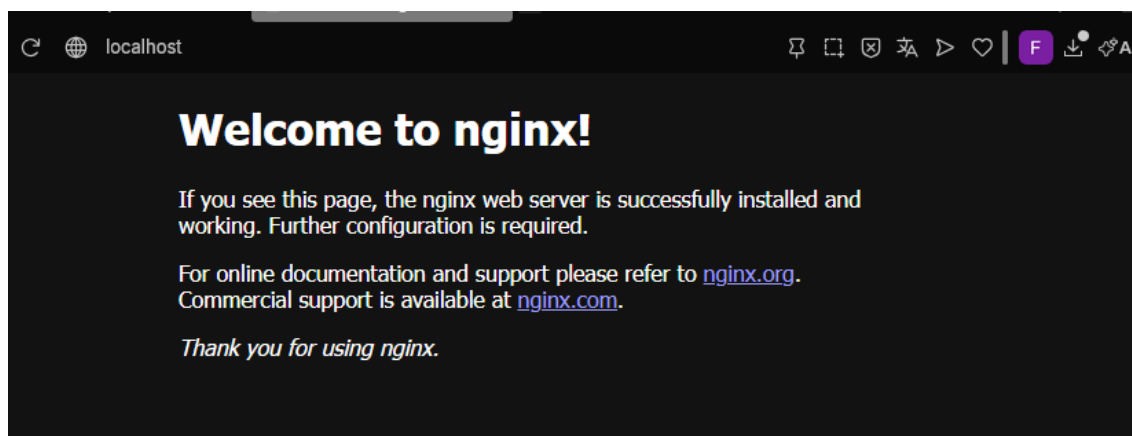 localhost
F
A
Welcome to nginx!
If you see this page, the nginx web server is successfully installed and
working. Further configuration is required.
For online documentation and support please refer to nginx.org.
Commercial support is available at nginx.com.
Thank you for using nginx.